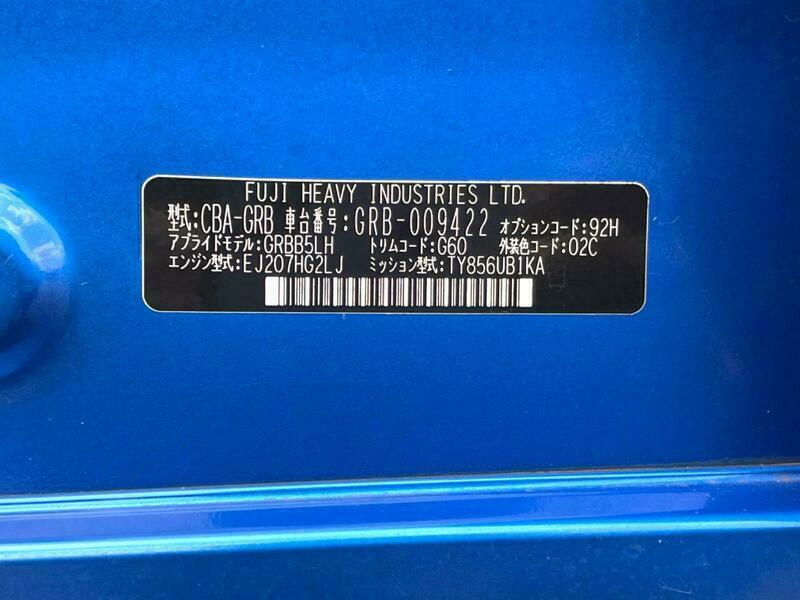 FUJI HEAVY INDUSTRIES LTD.
型式:CBA-GRB 車台番号:GRB-009422 オプションコード:92H
アプライドモデル:GRBB5LH トリムコード:G60 外装色コード:02C
エンジン型式:EJ207HG2LJ ミッション型式:TY856UB1KA